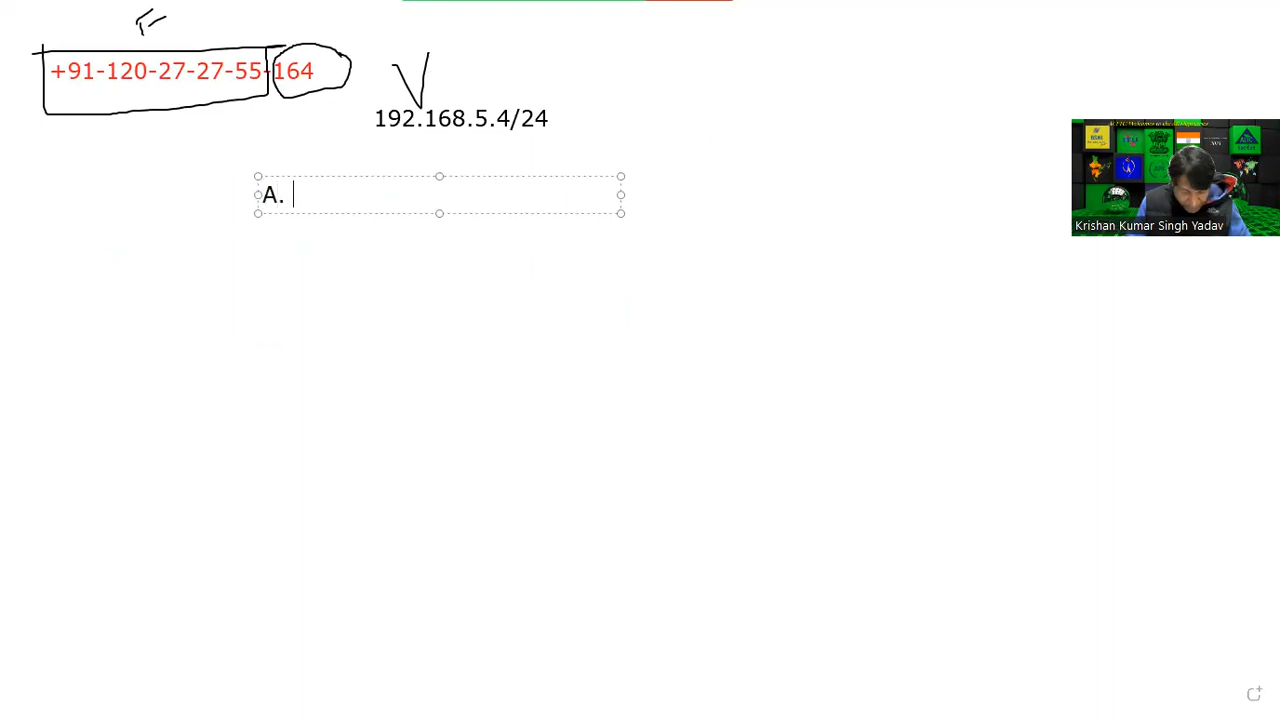 +91-120-27-27-55-164
192.168.5.4/24
A.
Krishan Kumar Singh Yadav